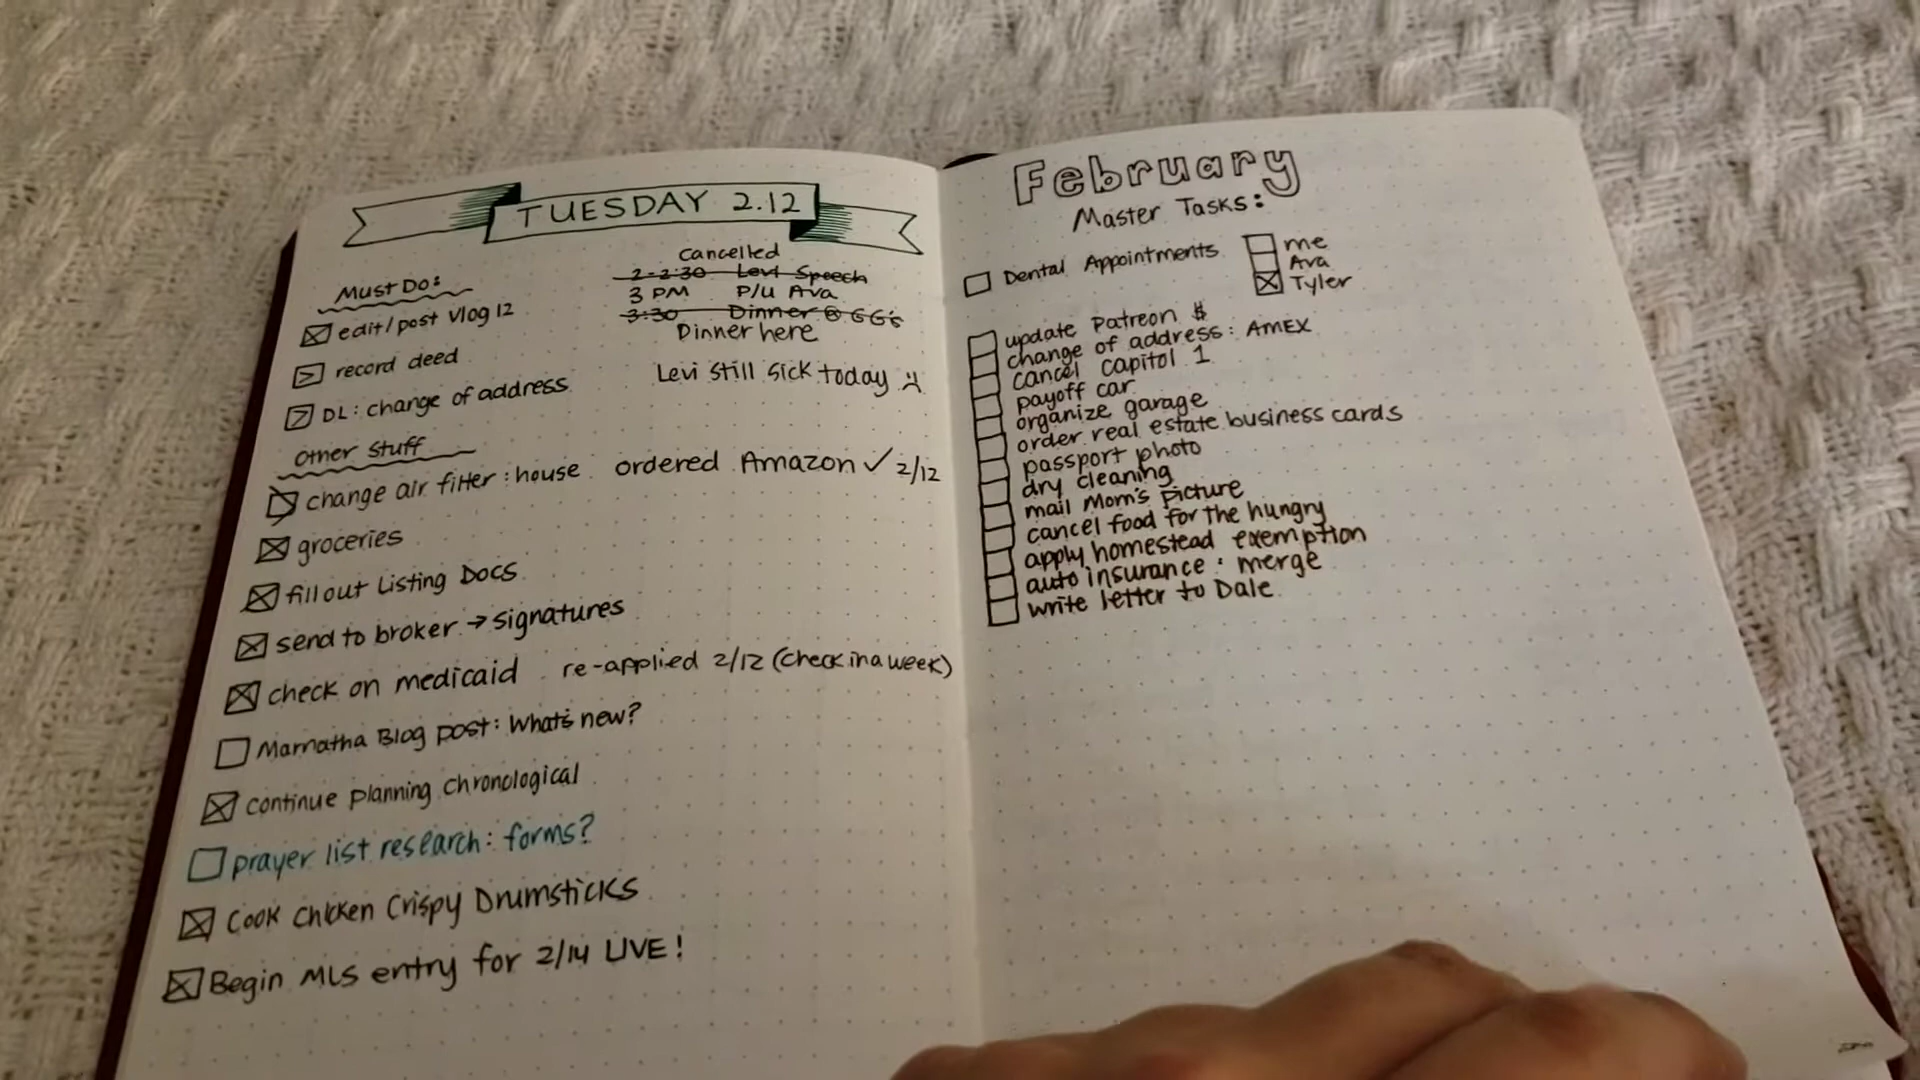 TUESDAY 2.12
Must Do:
edit/post Vlog 12
record deed
DL: change of address
Cancelled
2-2:30 Levi Speech
3 PM P/U Ava
3:30 Dinner @ GG's
Dinner here
Levi still sick today :(
other stuff
change air filter: house ordered Amazon ✓ 2/12
groceries
fill out Listing Docs
send to broker → signatures
check on medicaid re-applied 2/12 (check in a week)
Marnatha Blog post: What's new?
continue planning chronological
prayer list research: forms?
Cook Chicken Crispy Drumsticks
Begin MLS entry for 2/14 LIVE!
February
Master Tasks:
Dental Appointments
me
Ava
Tyler
update Patreon $
change of address: AMEX
cancel capitol 1
payoff car
organize garage
order real estate business cards
passport photo
dry cleaning
mail Mom's picture
cancel food for the hungry
apply homestead exemption
auto insurance: merge
write letter to Dale